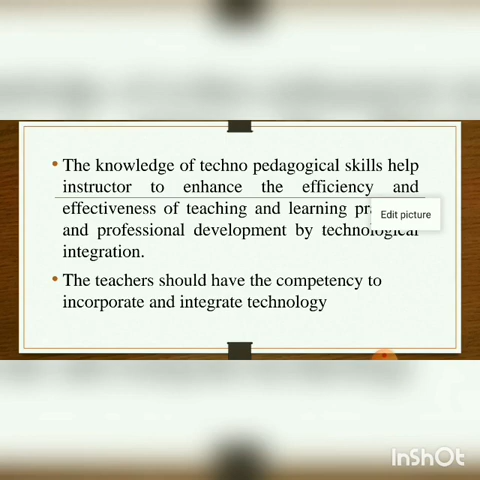 • The knowledge of techno pedagogical skills help
instructor to enhance the efficiency and
effectiveness of teaching and learning
Edit picture
and professional development by technological
integration.
• The teachers should have the competency to
incorporate and integrate technology
InShOt